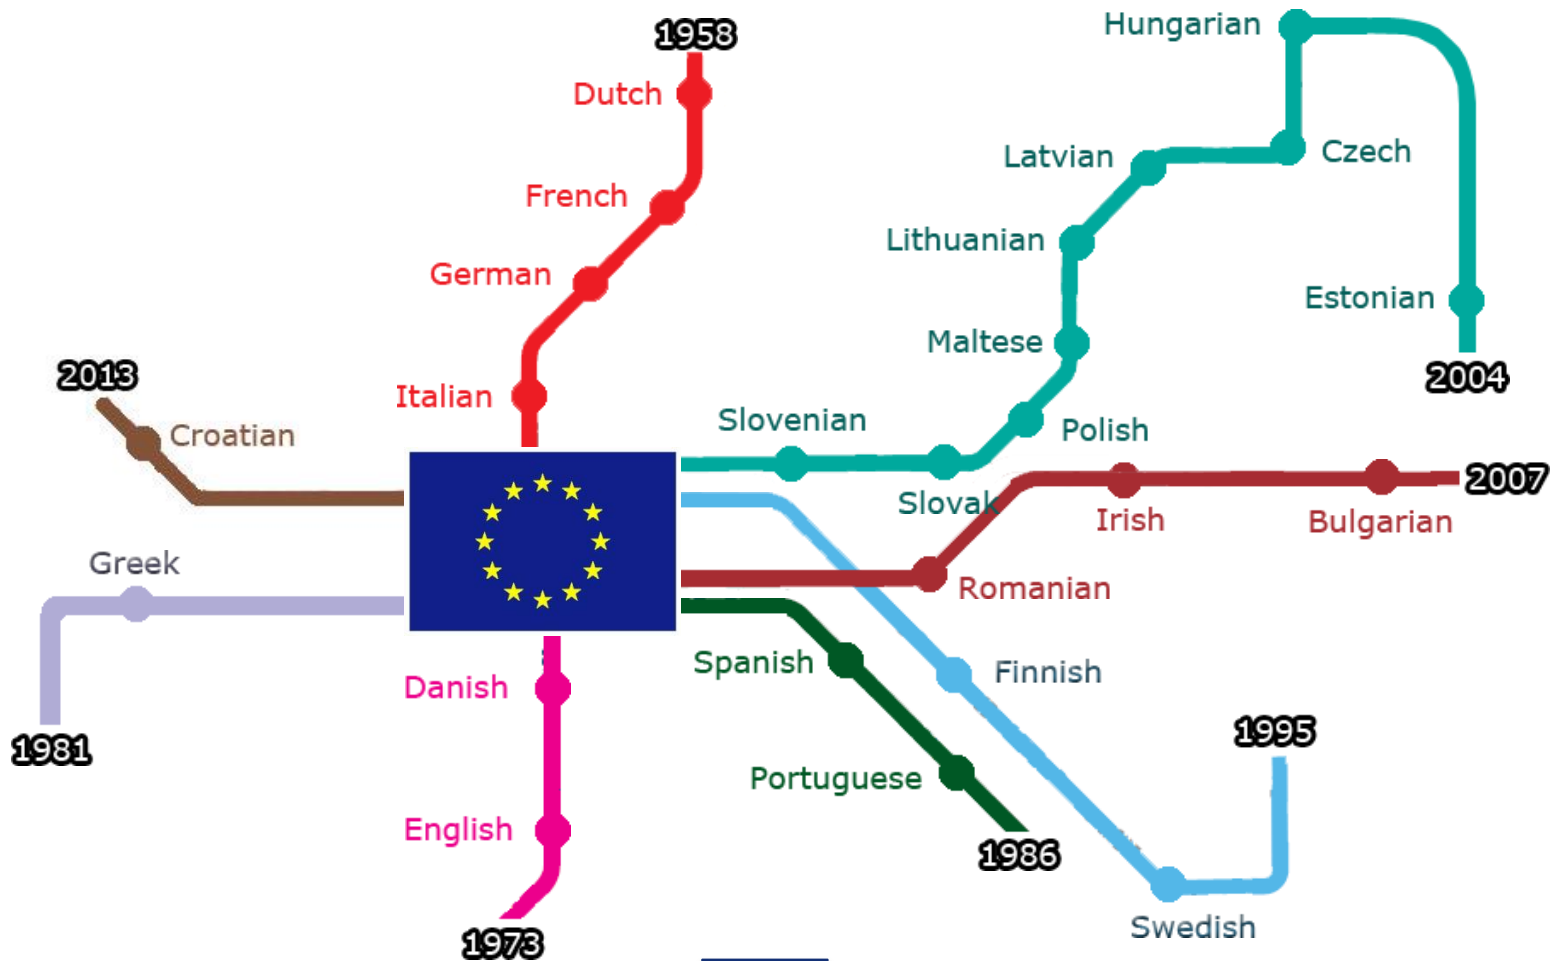 Hungarian
1958
Dutch
Latvian
Czech
French
Lithuanian
German
Estonian
Maltese
2013
2004
Italian
Slovenian
Croatian
Polish
2007
Slovak
Irish
Bulgarian
Greek
Romanian
Spanish
Finnish
Danish
1995
1981
Portuguese
English
1986
Swedish
1973